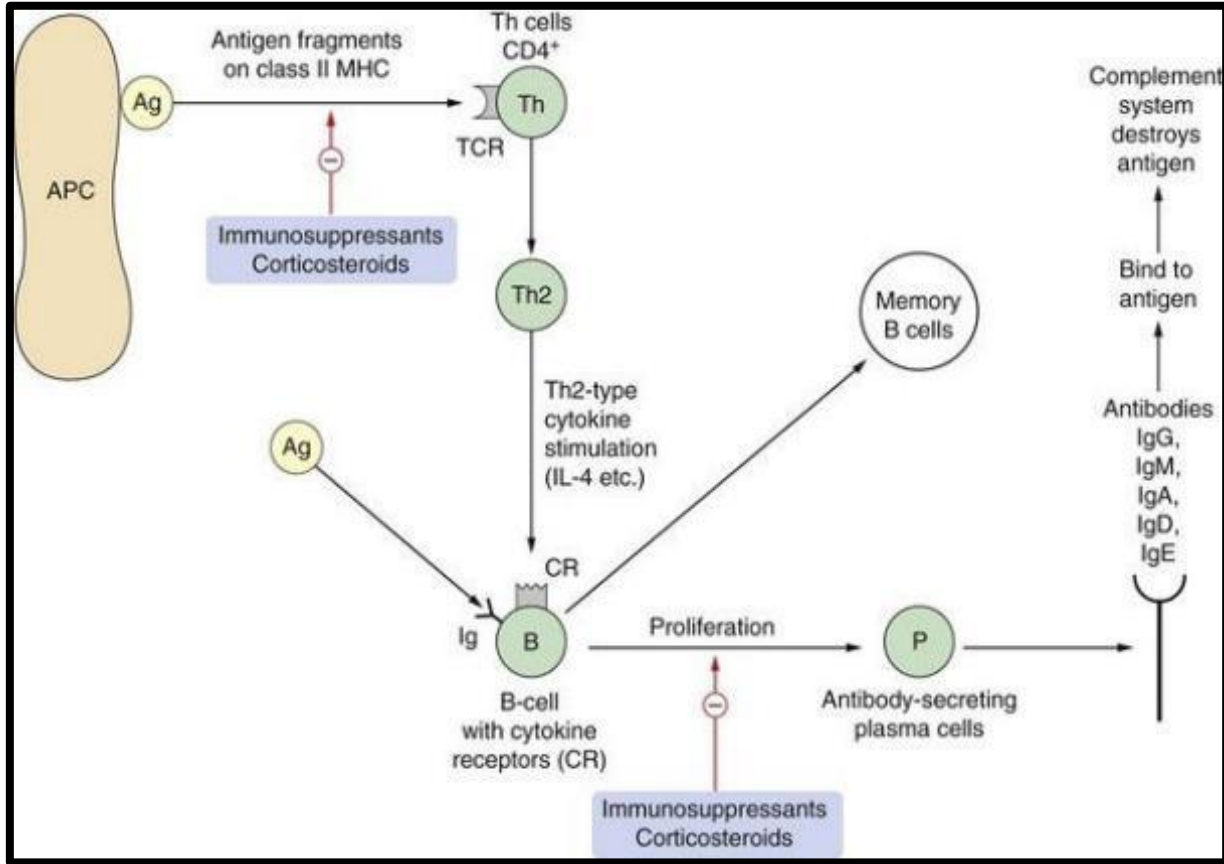 Antigen fragments
on class II MHC
Th cells
CD4⁺
Ag
Th
TCR
APC
Immunosuppressants
Corticosteroids
Th2
Th2-type
cytokine
stimulation
(IL-4 etc.)
Ag
CR
Ig
B
B-cell
with cytokine
receptors (CR)
Memory
B cells
Proliferation
P
Antibody-secreting
plasma cells
Immunosuppressants
Corticosteroids
Complement
system
destroys
antigen
Bind to
antigen
Antibodies
IgG,
IgM,
IgA,
IgD,
IgE